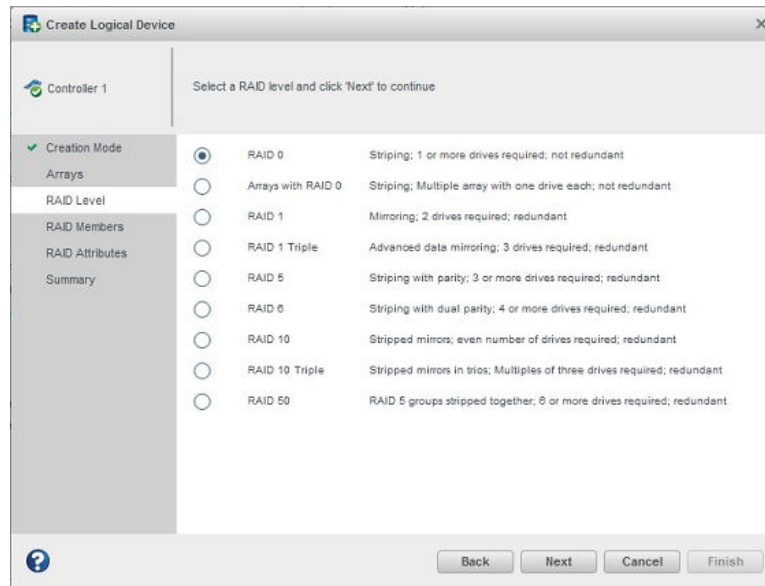 Create Logical Device
Controller 1
Select a RAID level and click 'Next' to continue
Creation Mode
Arrays
RAID Level
RAID Members
RAID Attributes
Summary
RAID 0 Striping; 1 or more drives required; not redundant
Arrays with RAID 0 Striping; Multiple array with one drive each; not redundant
RAID 1 Mirroring; 2 drives required; redundant
RAID 1 Triple Advanced data mirroring; 3 drives required; redundant
RAID 5 Striping with parity; 3 or more drives required; redundant
RAID 6 Striping with dual parity; 4 or more drives required; redundant
RAID 10 Stripped mirrors; even number of drives required; redundant
RAID 10 Triple Stripped mirrors in trios; Multiples of three drives required; redundant
RAID 50 RAID 5 groups stripped together; 6 or more drives required; redundant
?
Back Next Cancel Finish